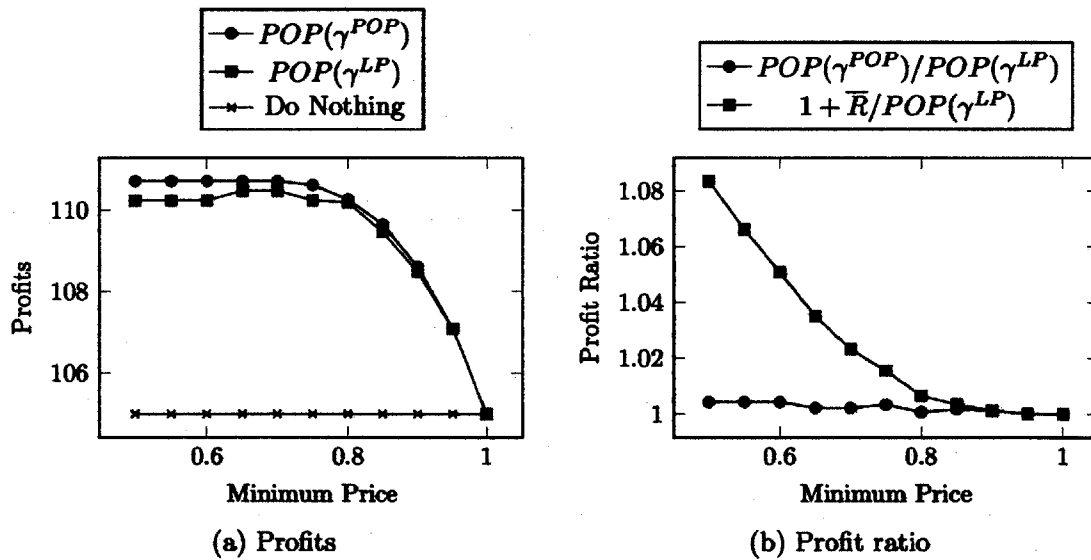 POP(γ^{POP})
POP(γ^{LP})
Do Nothing
110
108
106
0.6
0.8
1
Profits
Minimum Price
(a) Profits
POP(γ^{POP})/POP(γ^{LP})
1 + R̅/POP(γ^{LP})
1.08
1.06
1.04
1.02
1
0.6
0.8
1
Profit Ratio
Minimum Price
(b) Profit ratio